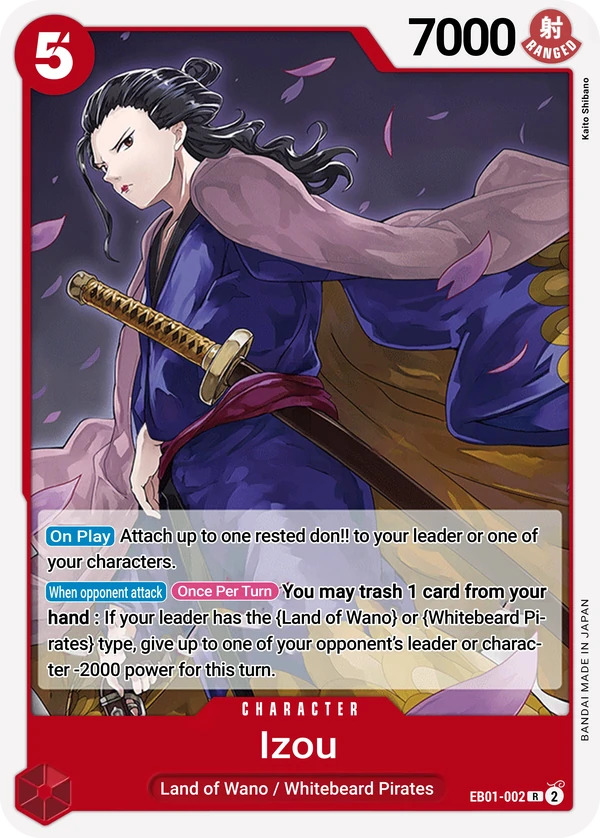 5
7000
射
RANGED
Kaito Shibano
On Play Attach up to one rested don!! to your leader or one of
your characters.
When opponent attack Once Per Turn You may trash 1 card from your
hand : If your leader has the {Land of Wano} or {Whitebeard Pi-
rates} type, give up to one of your opponent's leader or charac-
ter -2000 power for this turn.
BANDAI MADE IN JAPAN
CHARACTER
Izou
Land of Wano / Whitebeard Pirates
EB01-002 R 2